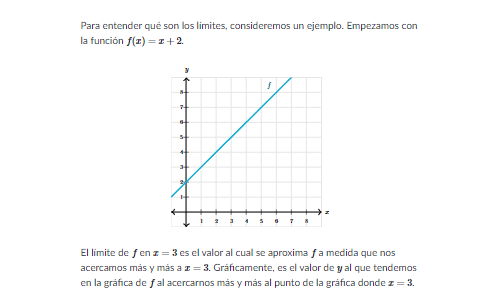 Para entender qué son los límites, consideremos un ejemplo. Empezamos con
la función f(x) = x + 2.
y
f
8
7
6
5
4
3
2
1
x
1 2 3 4 5 6 7 8
El límite de f en x = 3 es el valor al cual se aproxima f a medida que nos
acercamos más y más a x = 3. Gráficamente, es el valor de y al que tendemos
en la gráfica de f al acercarnos más y más al punto de la gráfica donde x = 3.